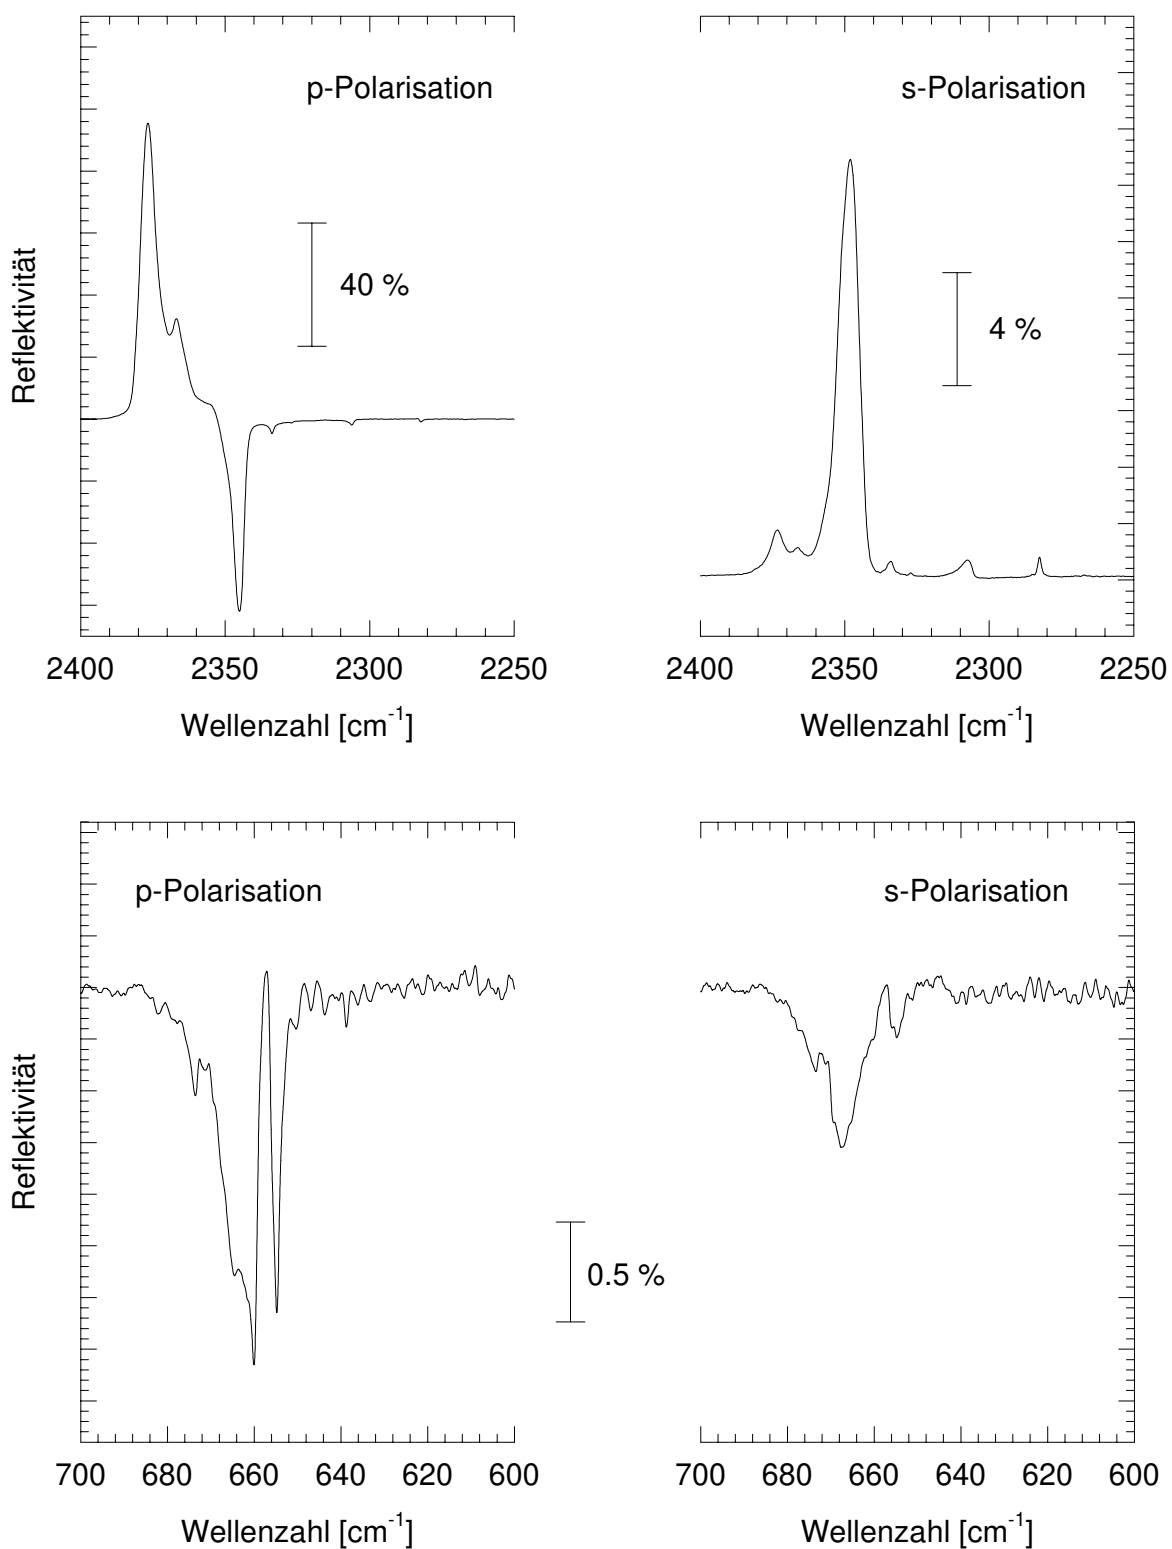 p-Polarisation
s-Polarisation
Reflektivität
40 %
4 %
2400 2350 2300 2250
2400 2350 2300 2250
Wellenzahl [cm⁻¹]
Wellenzahl [cm⁻¹]
p-Polarisation
s-Polarisation
Reflektivität
0.5 %
700 680 660 640 620 600
700 680 660 640 620 600
Wellenzahl [cm⁻¹]
Wellenzahl [cm⁻¹]